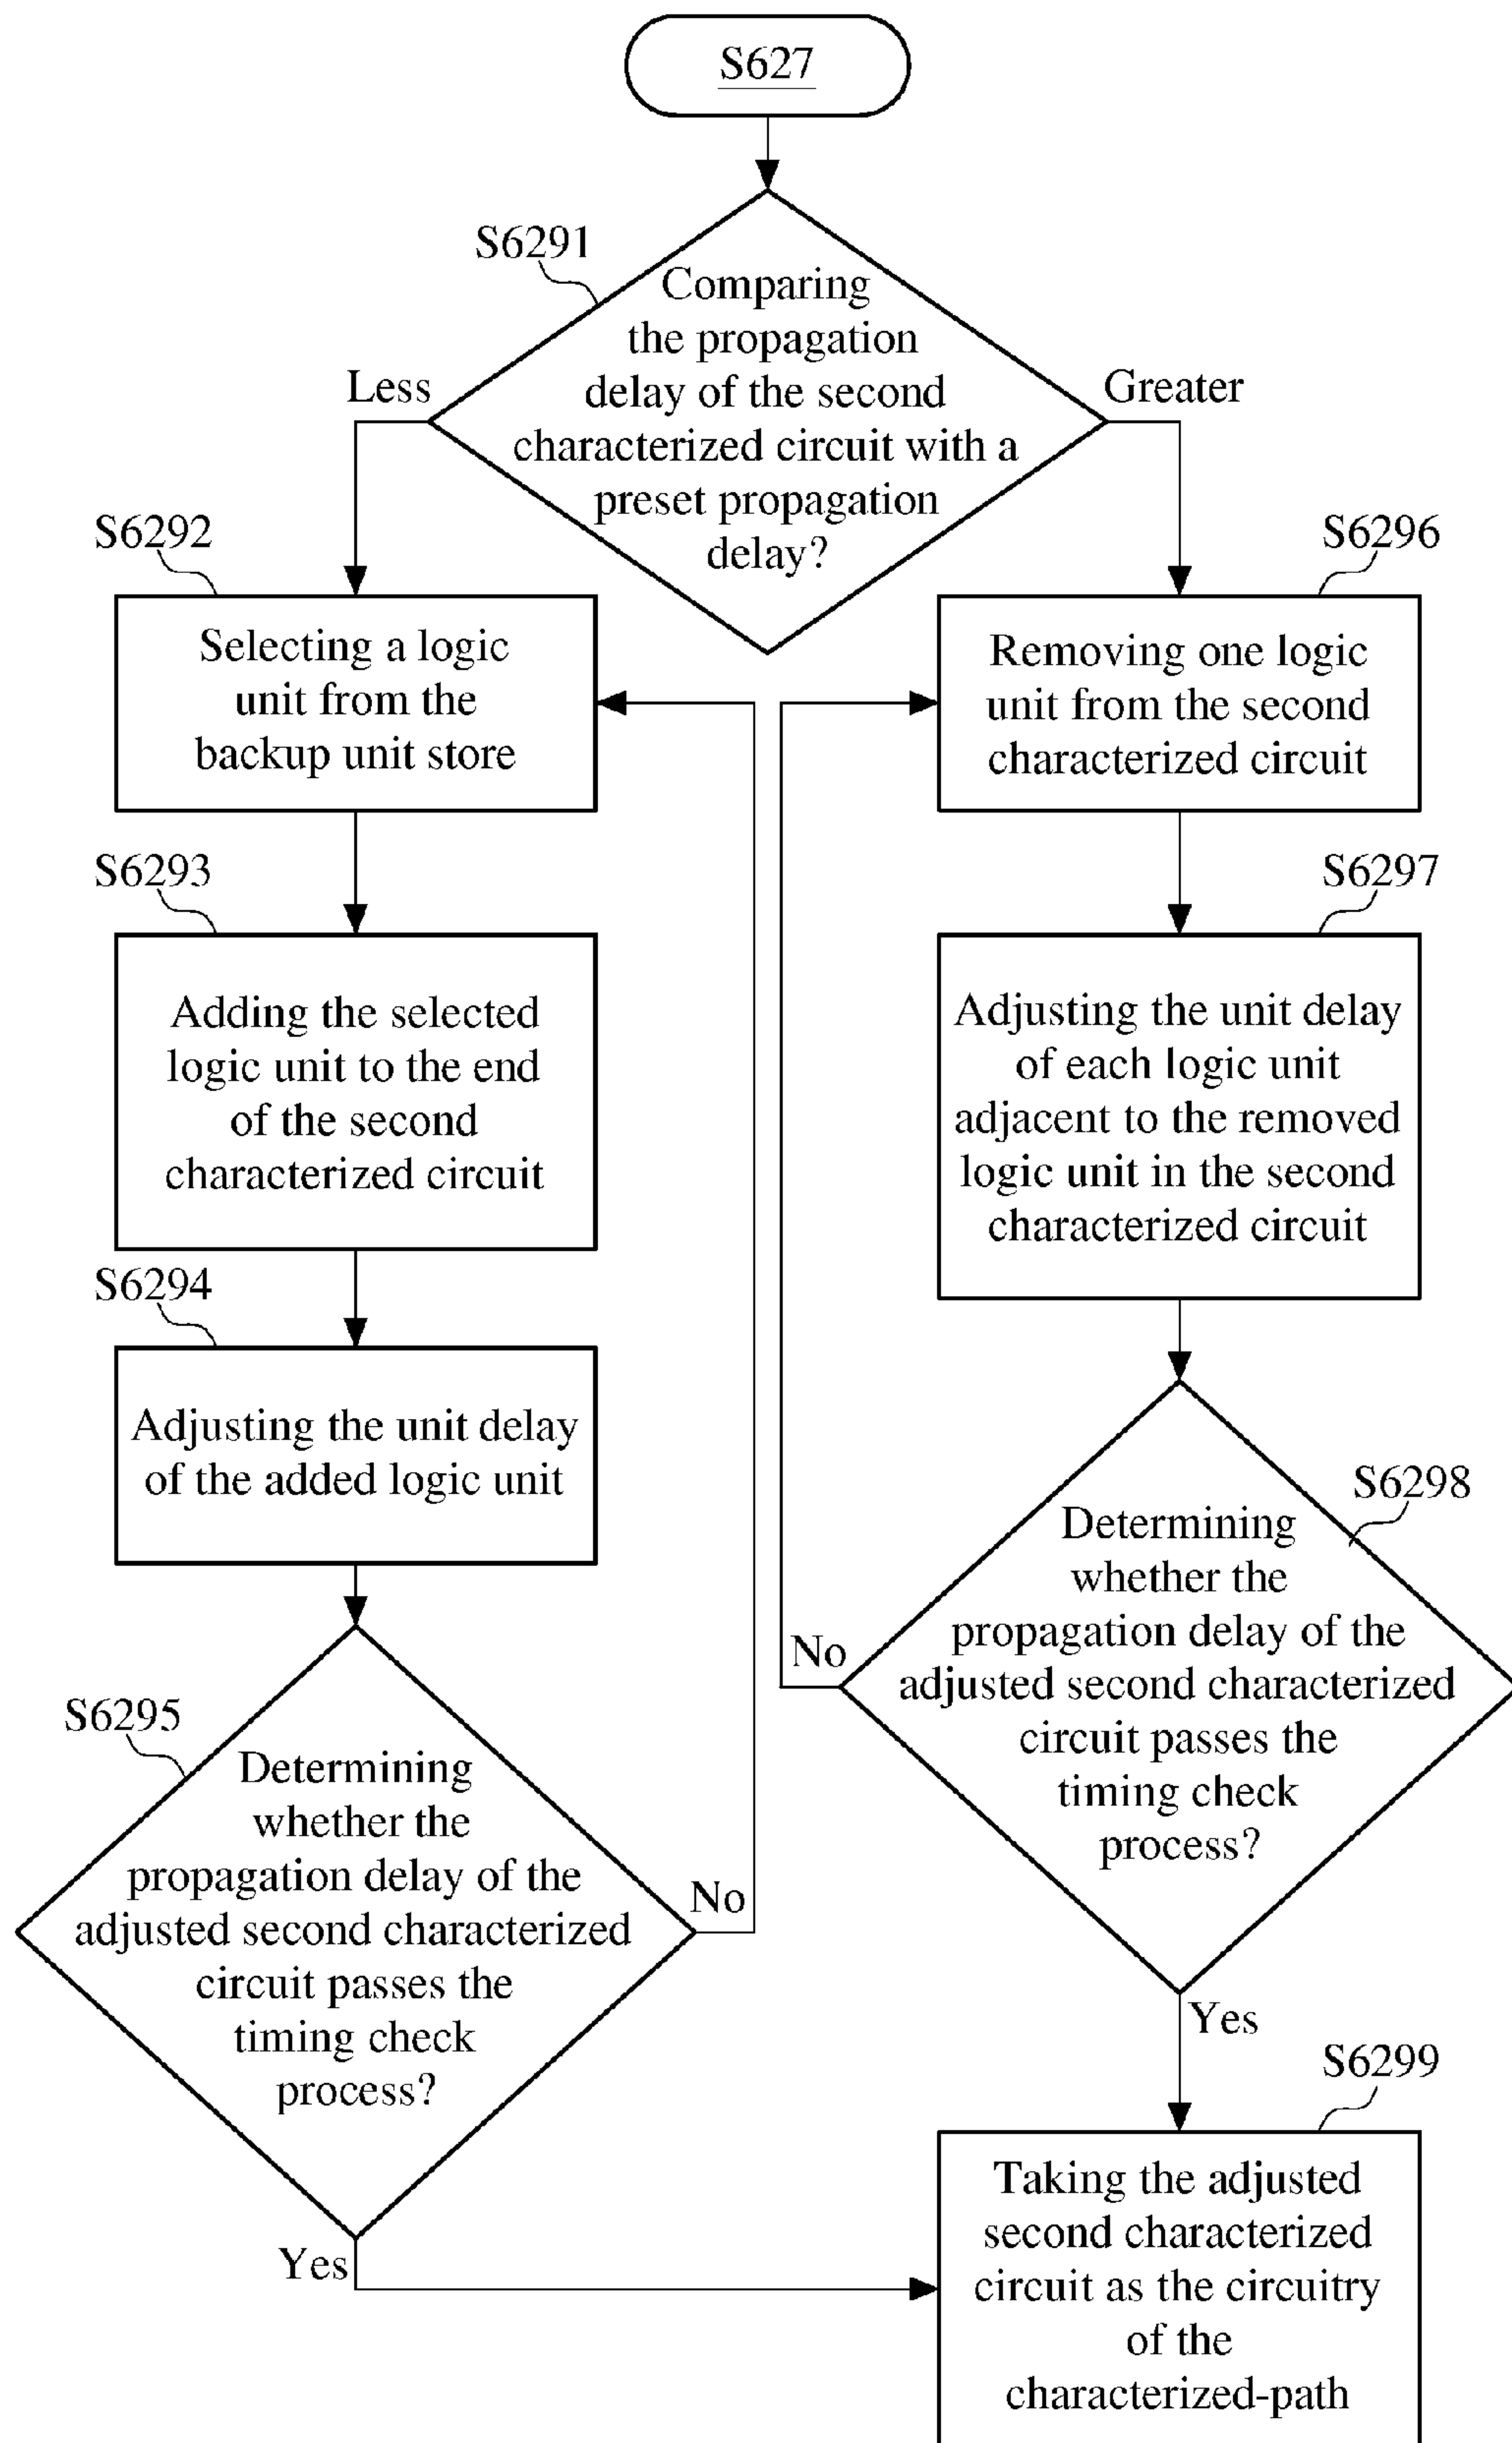 S627
S6291
Comparing
the propagation
delay of the second
characterized circuit with a
preset propagation
delay?
Less
Greater
S6292
Selecting a logic
unit from the
backup unit store
S6293
Adding the selected
logic unit to the end
of the second
characterized circuit
S6294
Adjusting the unit delay
of the added logic unit
S6295
Determining
whether the
propagation delay of the
adjusted second characterized
circuit passes the
timing check
process?
No
Yes
S6296
Removing one logic
unit from the second
characterized circuit
S6297
Adjusting the unit delay
of each logic unit
adjacent to the removed
logic unit in the second
characterized circuit
S6298
Determining
whether the
propagation delay of the
adjusted second characterized
circuit passes the
timing check
process?
No
Yes
S6299
Taking the adjusted
second characterized
circuit as the circuitry
of the
characterized-path